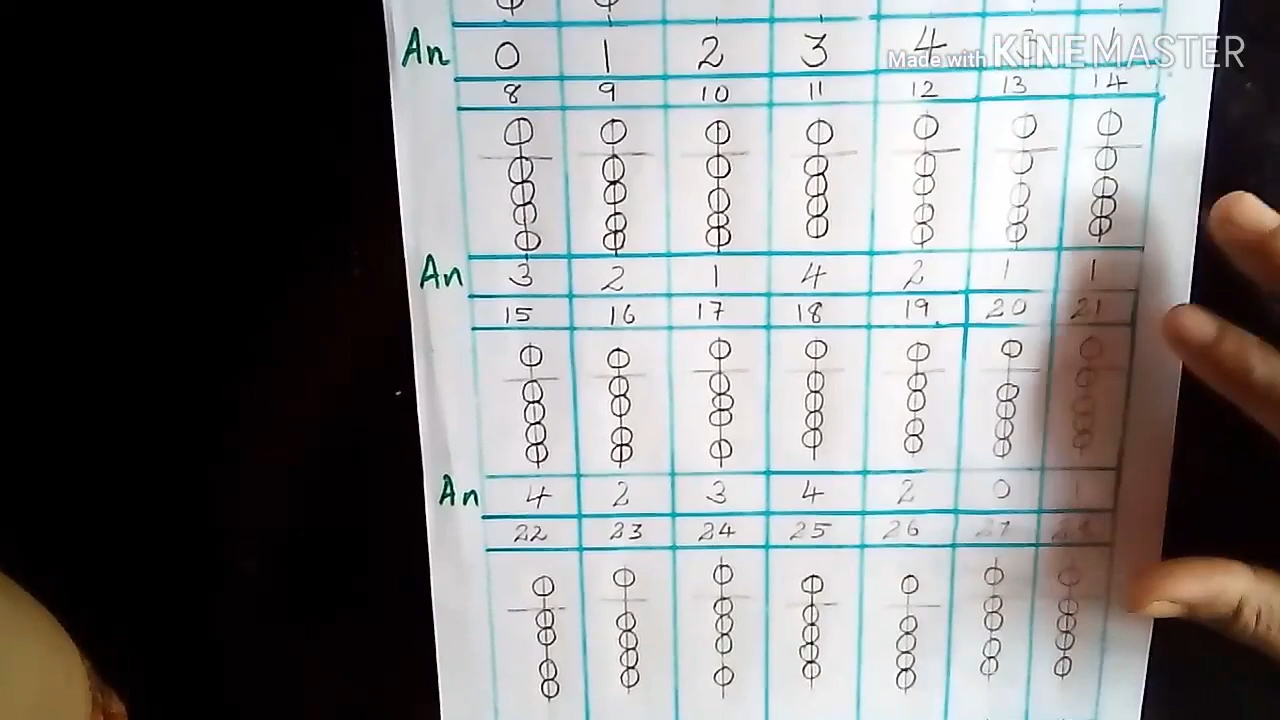 An 0 1 2 3 4
Made with KINEMASTER
8 9 10 11 12 13 14
An 3 2 1 4 2 1 1
15 16 17 18 19 20 21
An 4 2 3 4 2 0 1
22 23 24 25 26 27